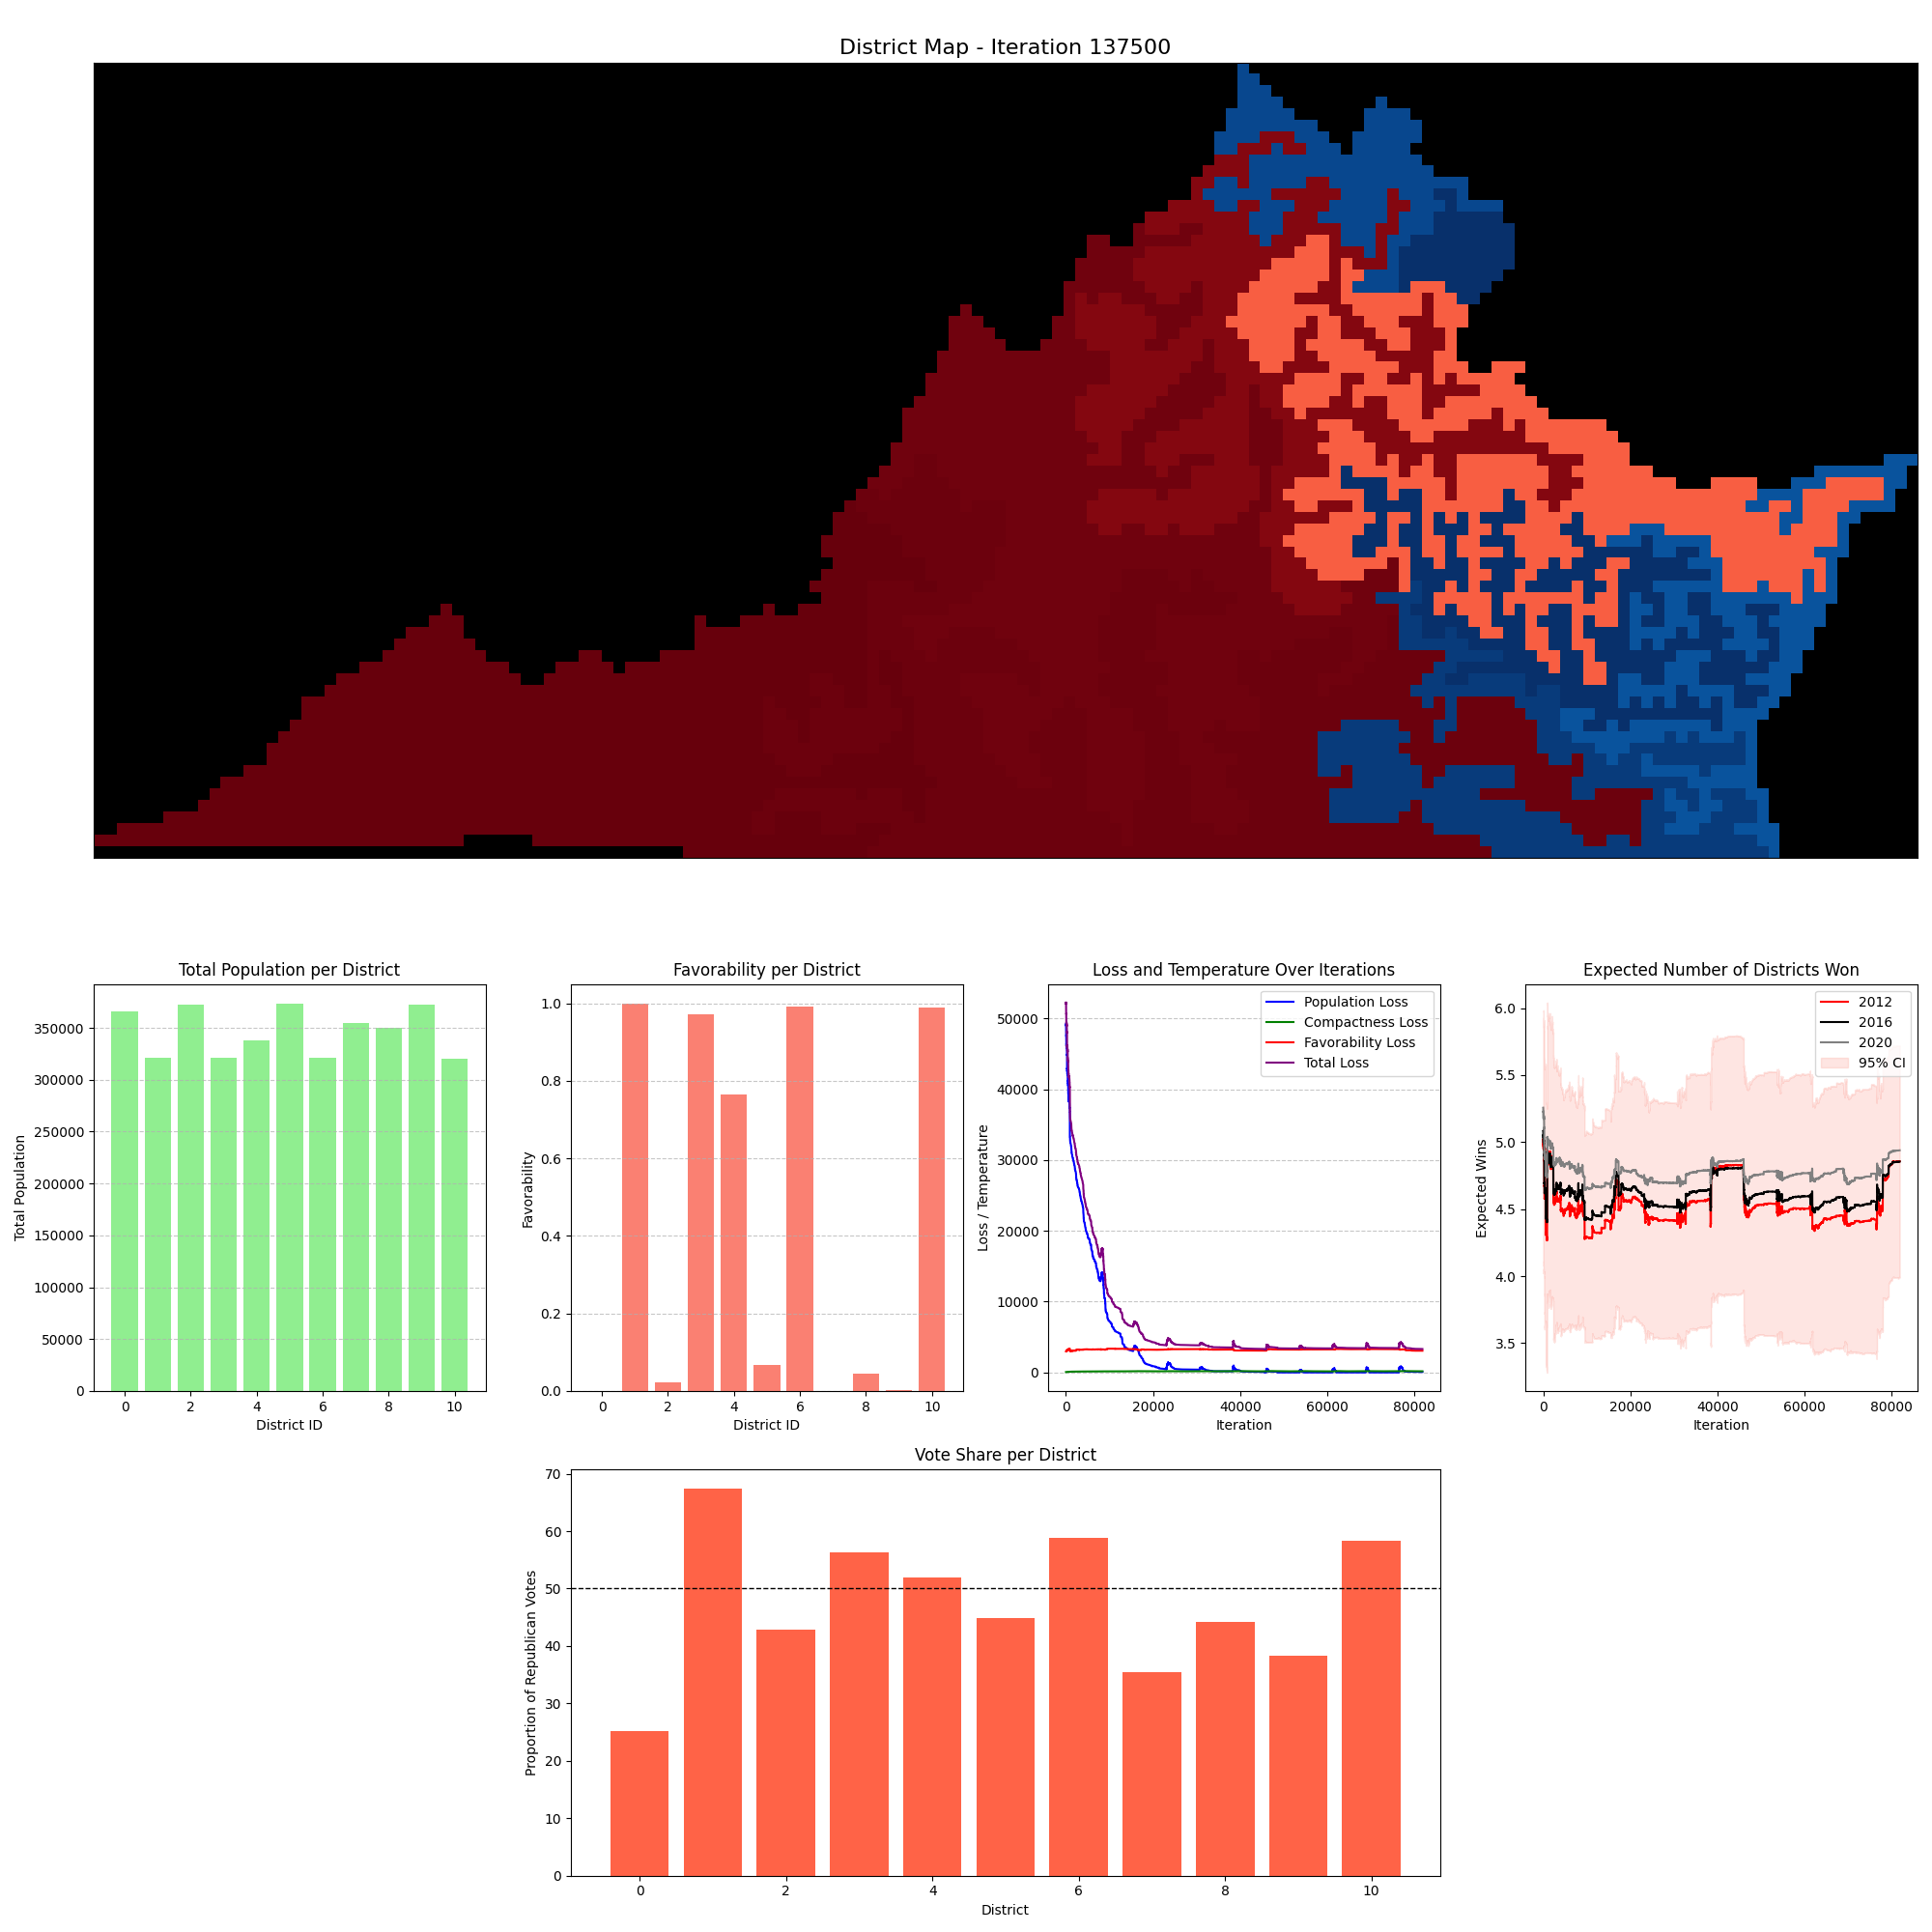 District Map - Iteration 137500
Total Population per District
Total Population
350000
300000
250000
200000
150000
100000
50000
0
0 2 4 6 8 10
District ID
Favorability per District
Favorability
1.0
0.8
0.6
0.4
0.2
0.0
0 2 4 6 8 10
District ID
Loss and Temperature Over Iterations
Loss / Temperature
50000
40000
30000
20000
10000
0
Population Loss
Compactness Loss
Favorability Loss
Total Loss
0 20000 40000 60000 80000
Iteration
Expected Number of Districts Won
Expected Wins
6.0
5.5
5.0
4.5
4.0
3.5
2012
2016
2020
95% CI
0 20000 40000 60000 80000
Iteration
Vote Share per District
Proportion of Republican Votes
70
60
50
40
30
20
10
0
0 2 4 6 8 10
District